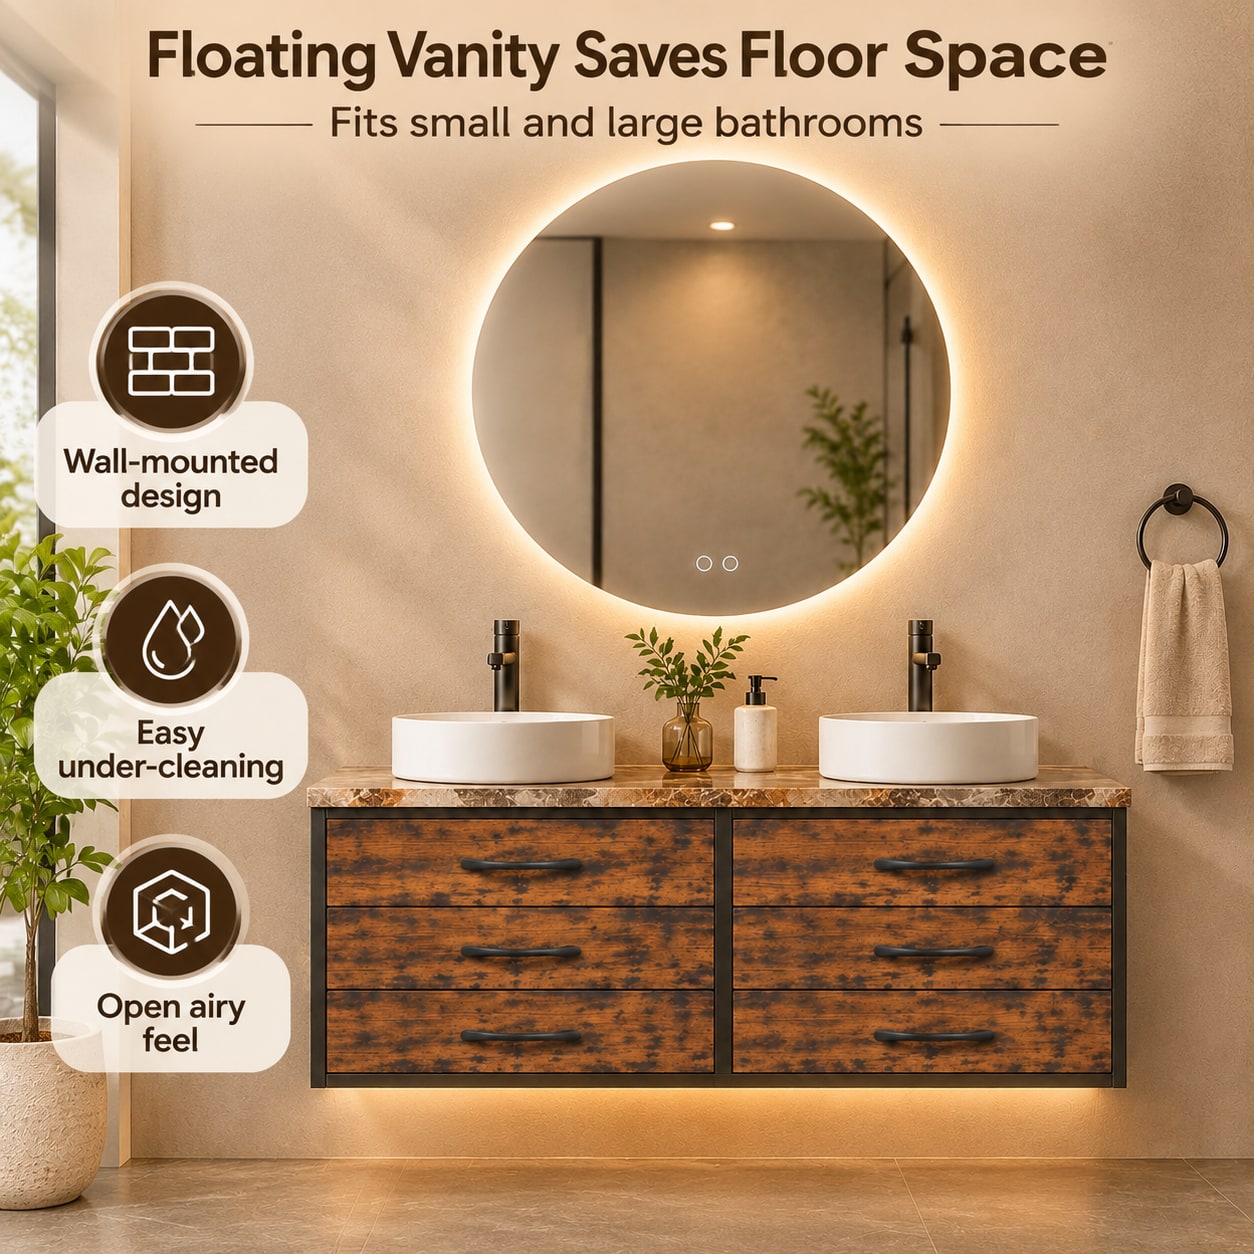 Floating Vanity Saves Floor Space
Fits small and large bathrooms
Wall-mounted
design
Easy
under-cleaning
Open airy
feel